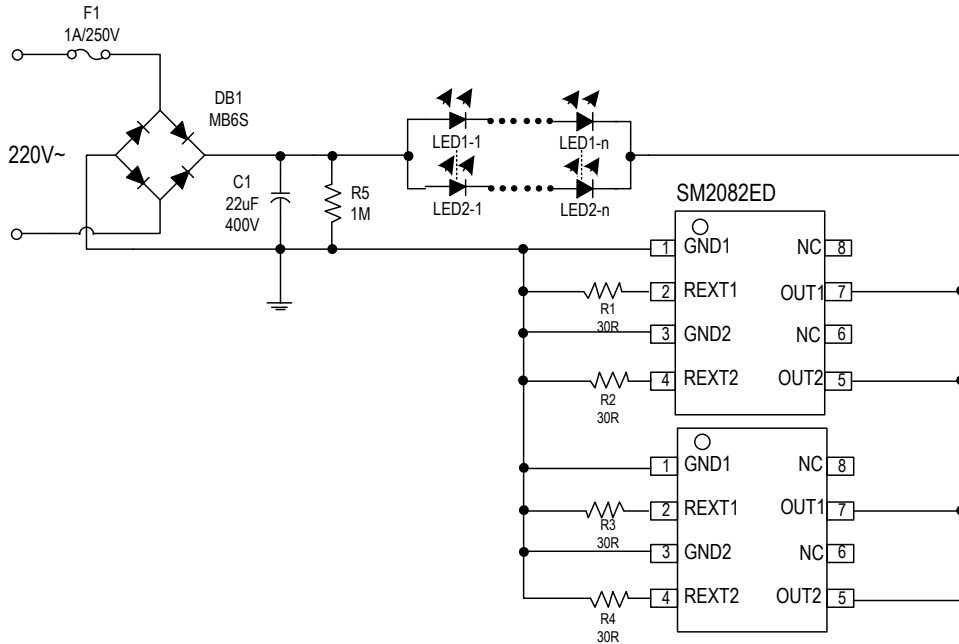 F1
1A/250V
DB1
MB6S
220V~
C1
22uF
400V
R5
1M
LED1-1
LED1-n
LED2-1
LED2-n
SM2082ED
1 GND1 NC 8
2 REXT1 OUT1 7
R1
30R
3 GND2 NC 6
4 REXT2 OUT2 5
R2
30R
1 GND1 NC 8
2 REXT1 OUT1 7
R3
30R
3 GND2 NC 6
4 REXT2 OUT2 5
R4
30R